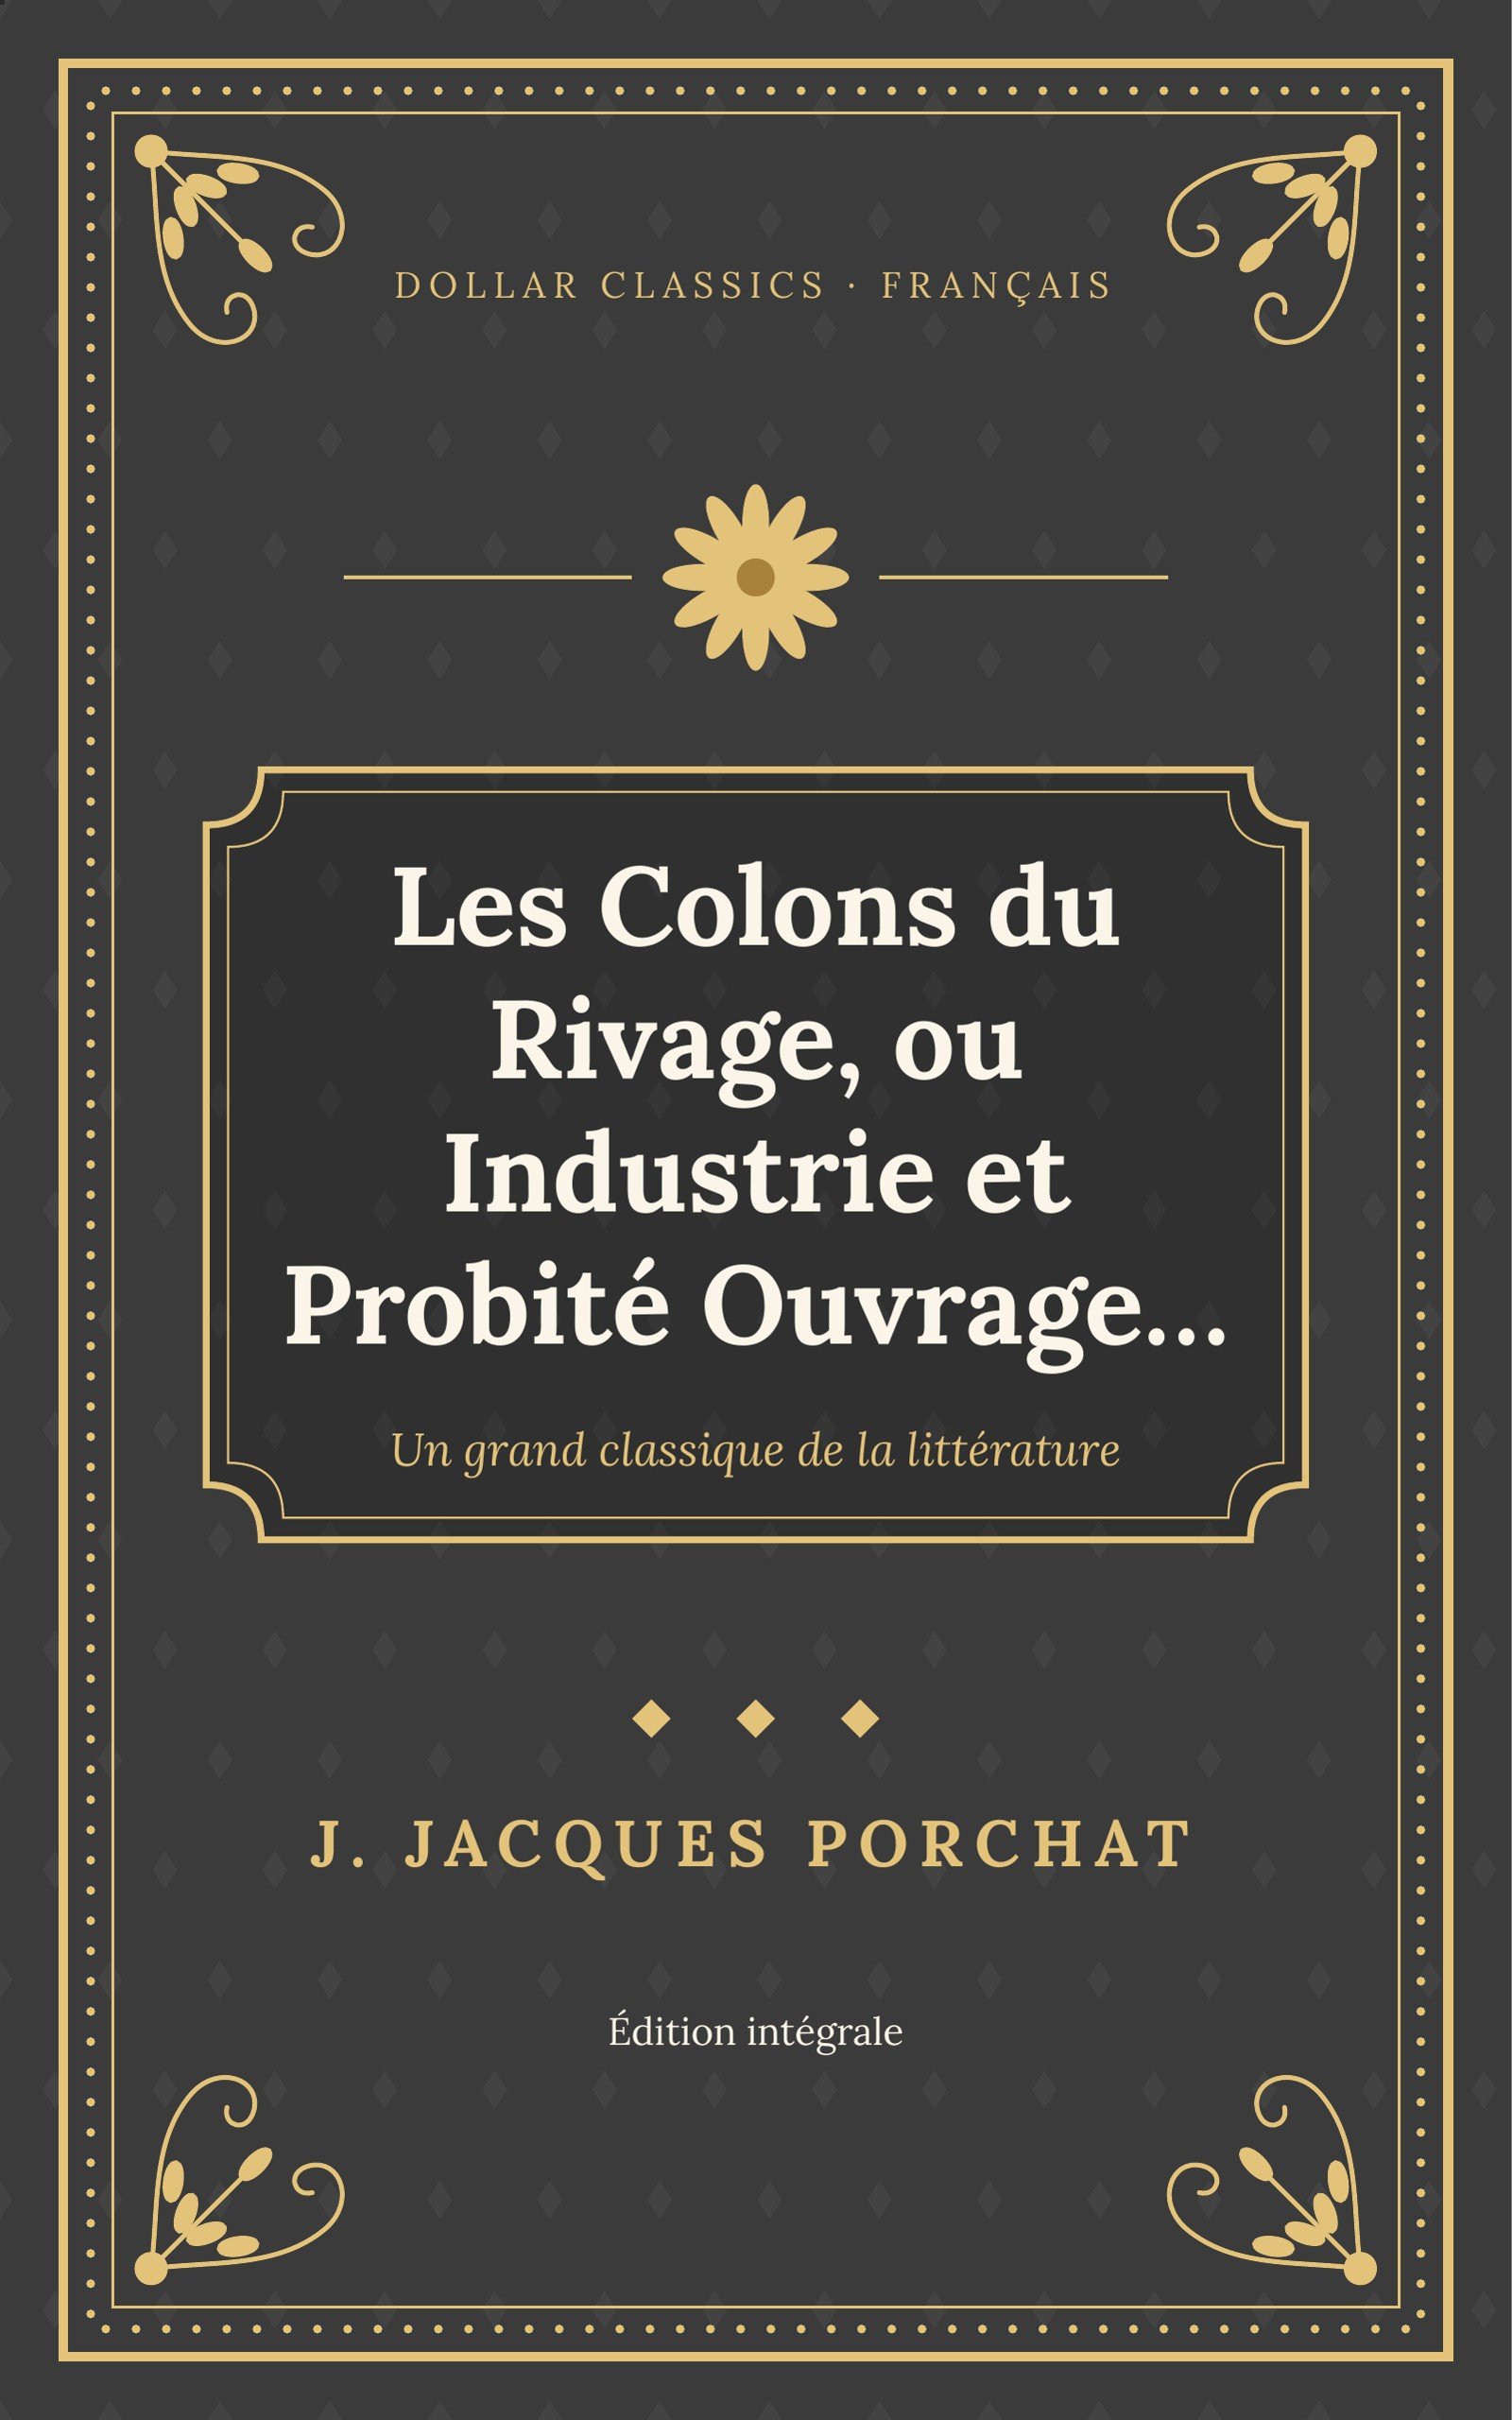 DOLLAR CLASSICS · FRANÇAIS
Les Colons du
Rivage, ou
Industrie et
Probité Ouvrage...
Un grand classique de la littérature
J. JACQUES PORCHAT
Édition intégrale